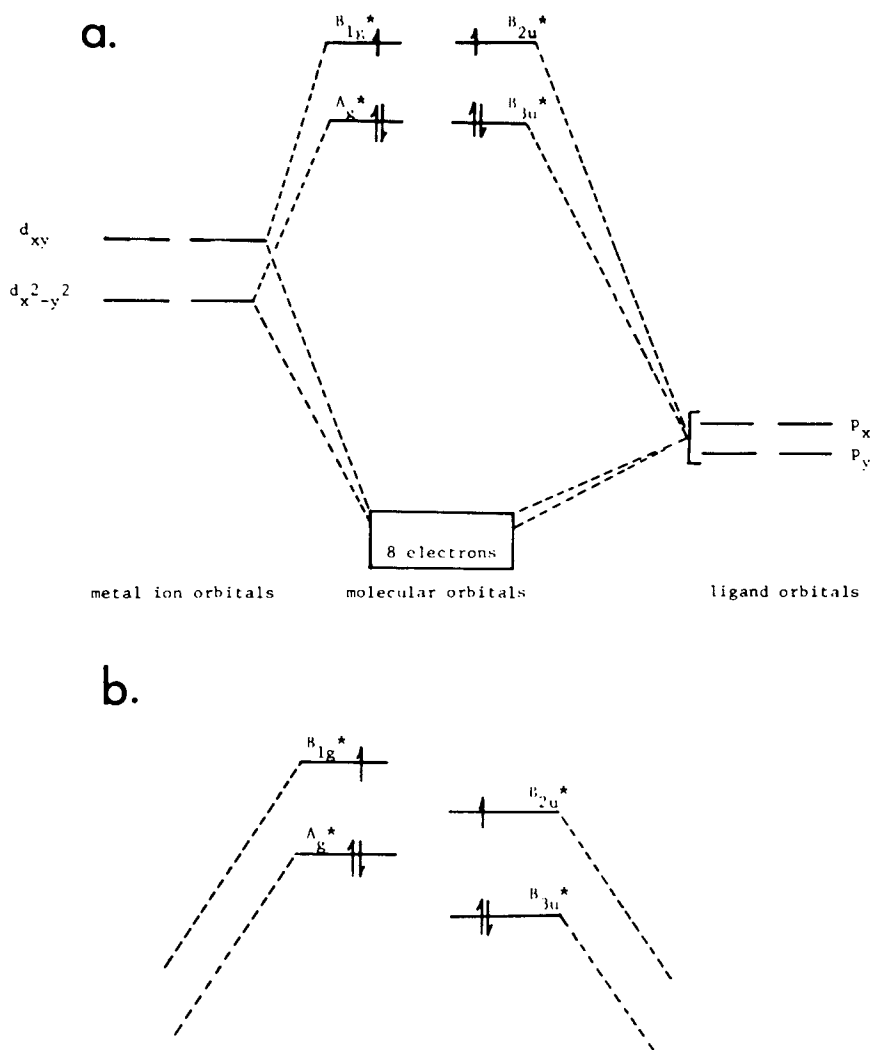 a.
B1g* B2u*
Ag* B3u*
dxy
dx2-y2
px
py
8 electrons
metal ion orbitals molecular orbitals ligand orbitals
b.
B1g*
B2u*
Ag*
B3u*